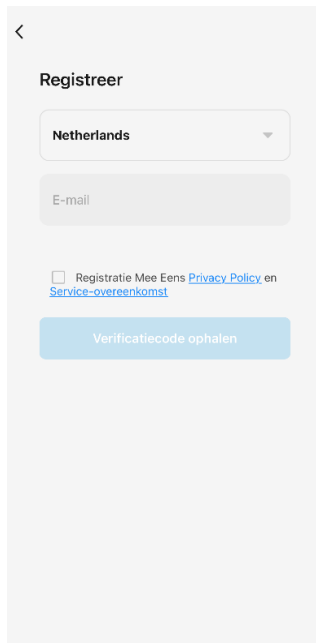 Registreer
Netherlands
E-mail
Registratie Mee Eens Privacy Policy en
Service-overeenkomst
Verificatiecode ophalen